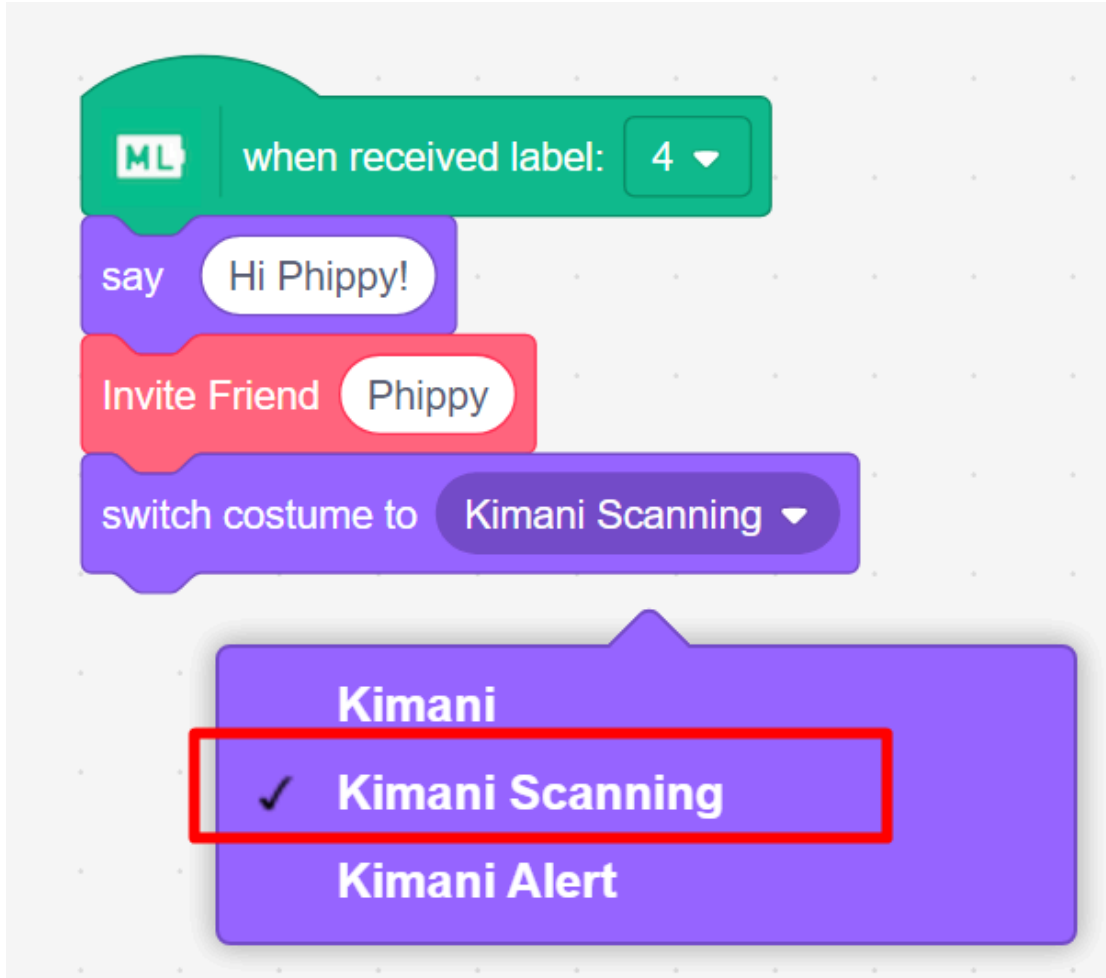 ML when received label: 4
say Hi Phippy!
Invite Friend Phippy
switch costume to Kimani Scanning
Kimani
✓ Kimani Scanning
Kimani Alert